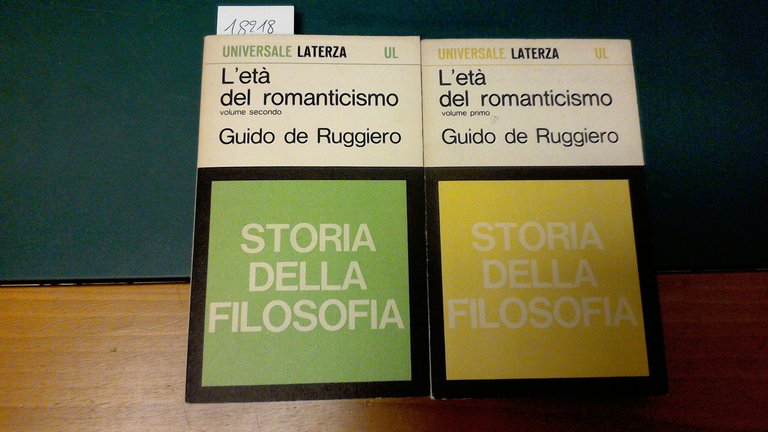 18918
UNIVERSALE LATERZA UL
L'età
del romanticismo
volume secondo
Guido de Ruggiero
STORIA
DELLA
FILOSOFIA
UNIVERSALE LATERZA UL
L'età
del romanticismo
volume primo
Guido de Ruggiero
STORIA
DELLA
FILOSOFIA